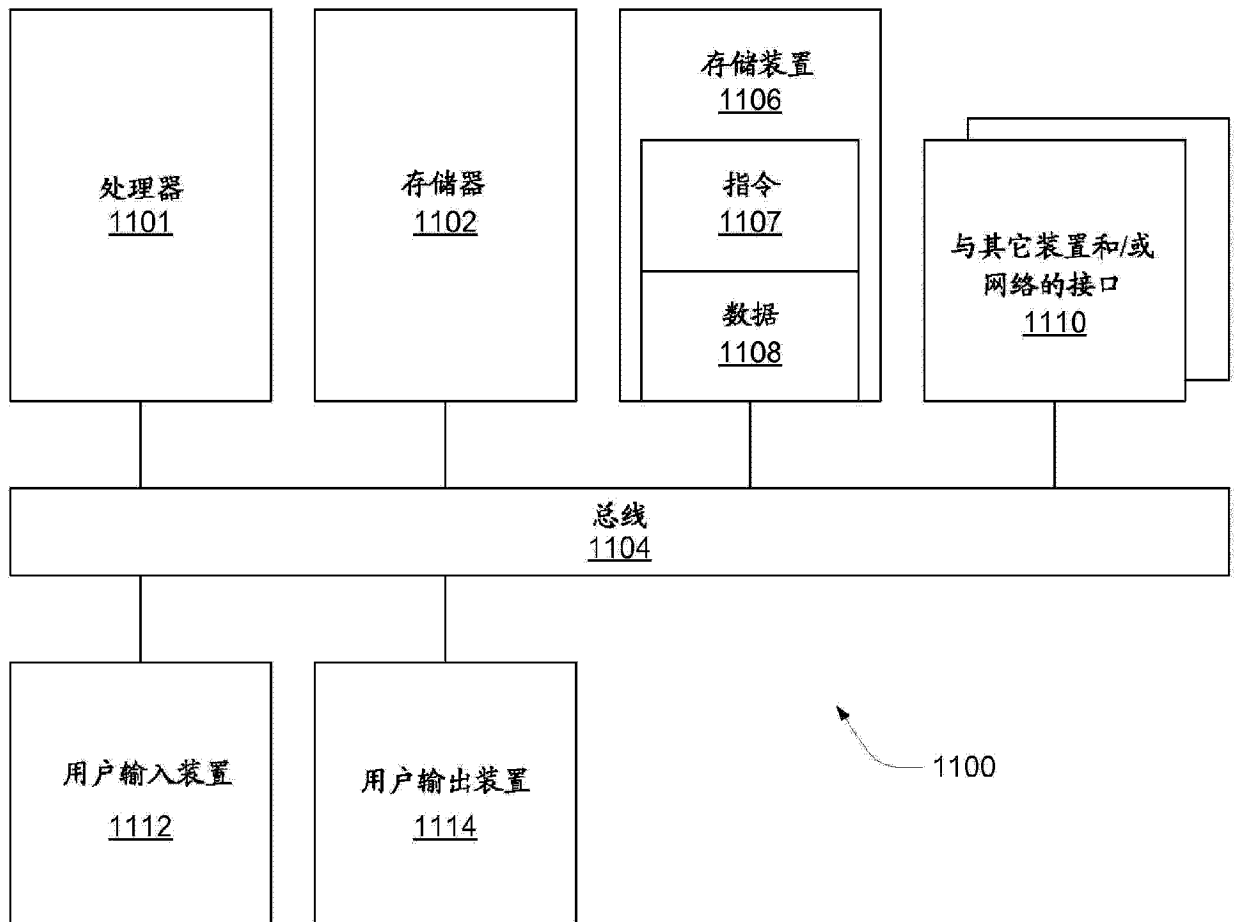 处理器
1101
存储器
1102
存储装置
1106
指令
1107
数据
1108
与其它装置和/或
网络的接口
1110
总线
1104
用户输入装置
1112
用户输出装置
1114
1100